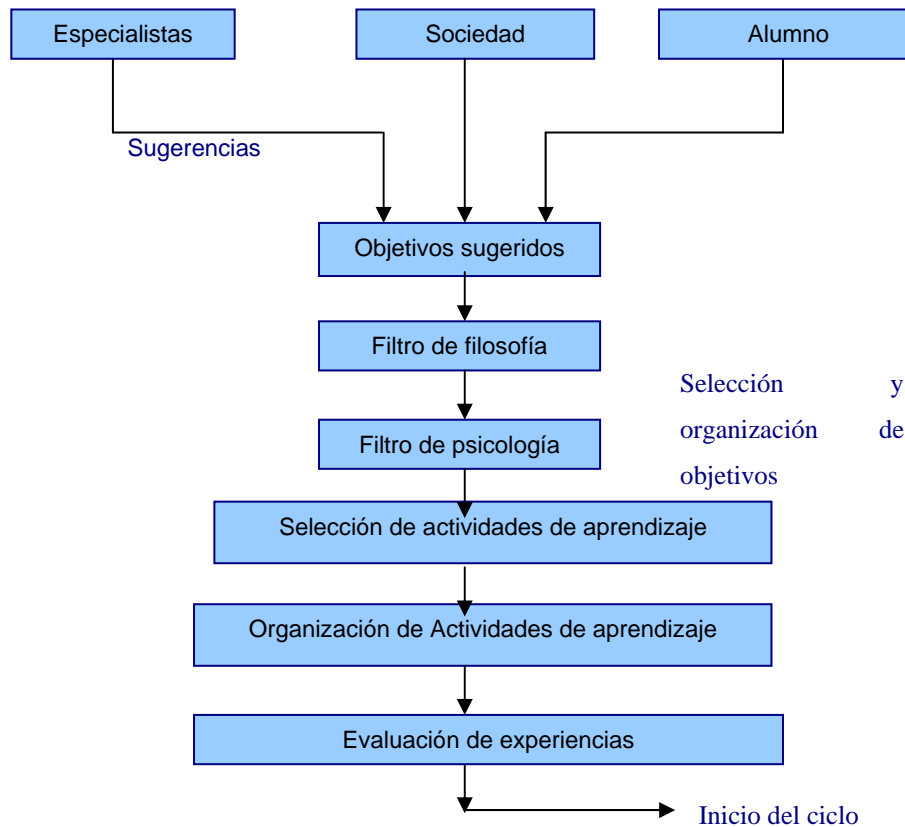 Especialistas
Sociedad
Alumno
Sugerencias
Objetivos sugeridos
Filtro de filosofía
Selección y
organización de
objetivos
Filtro de psicología
Selección de actividades de aprendizaje
Organización de Actividades de aprendizaje
Evaluación de experiencias
Inicio del ciclo